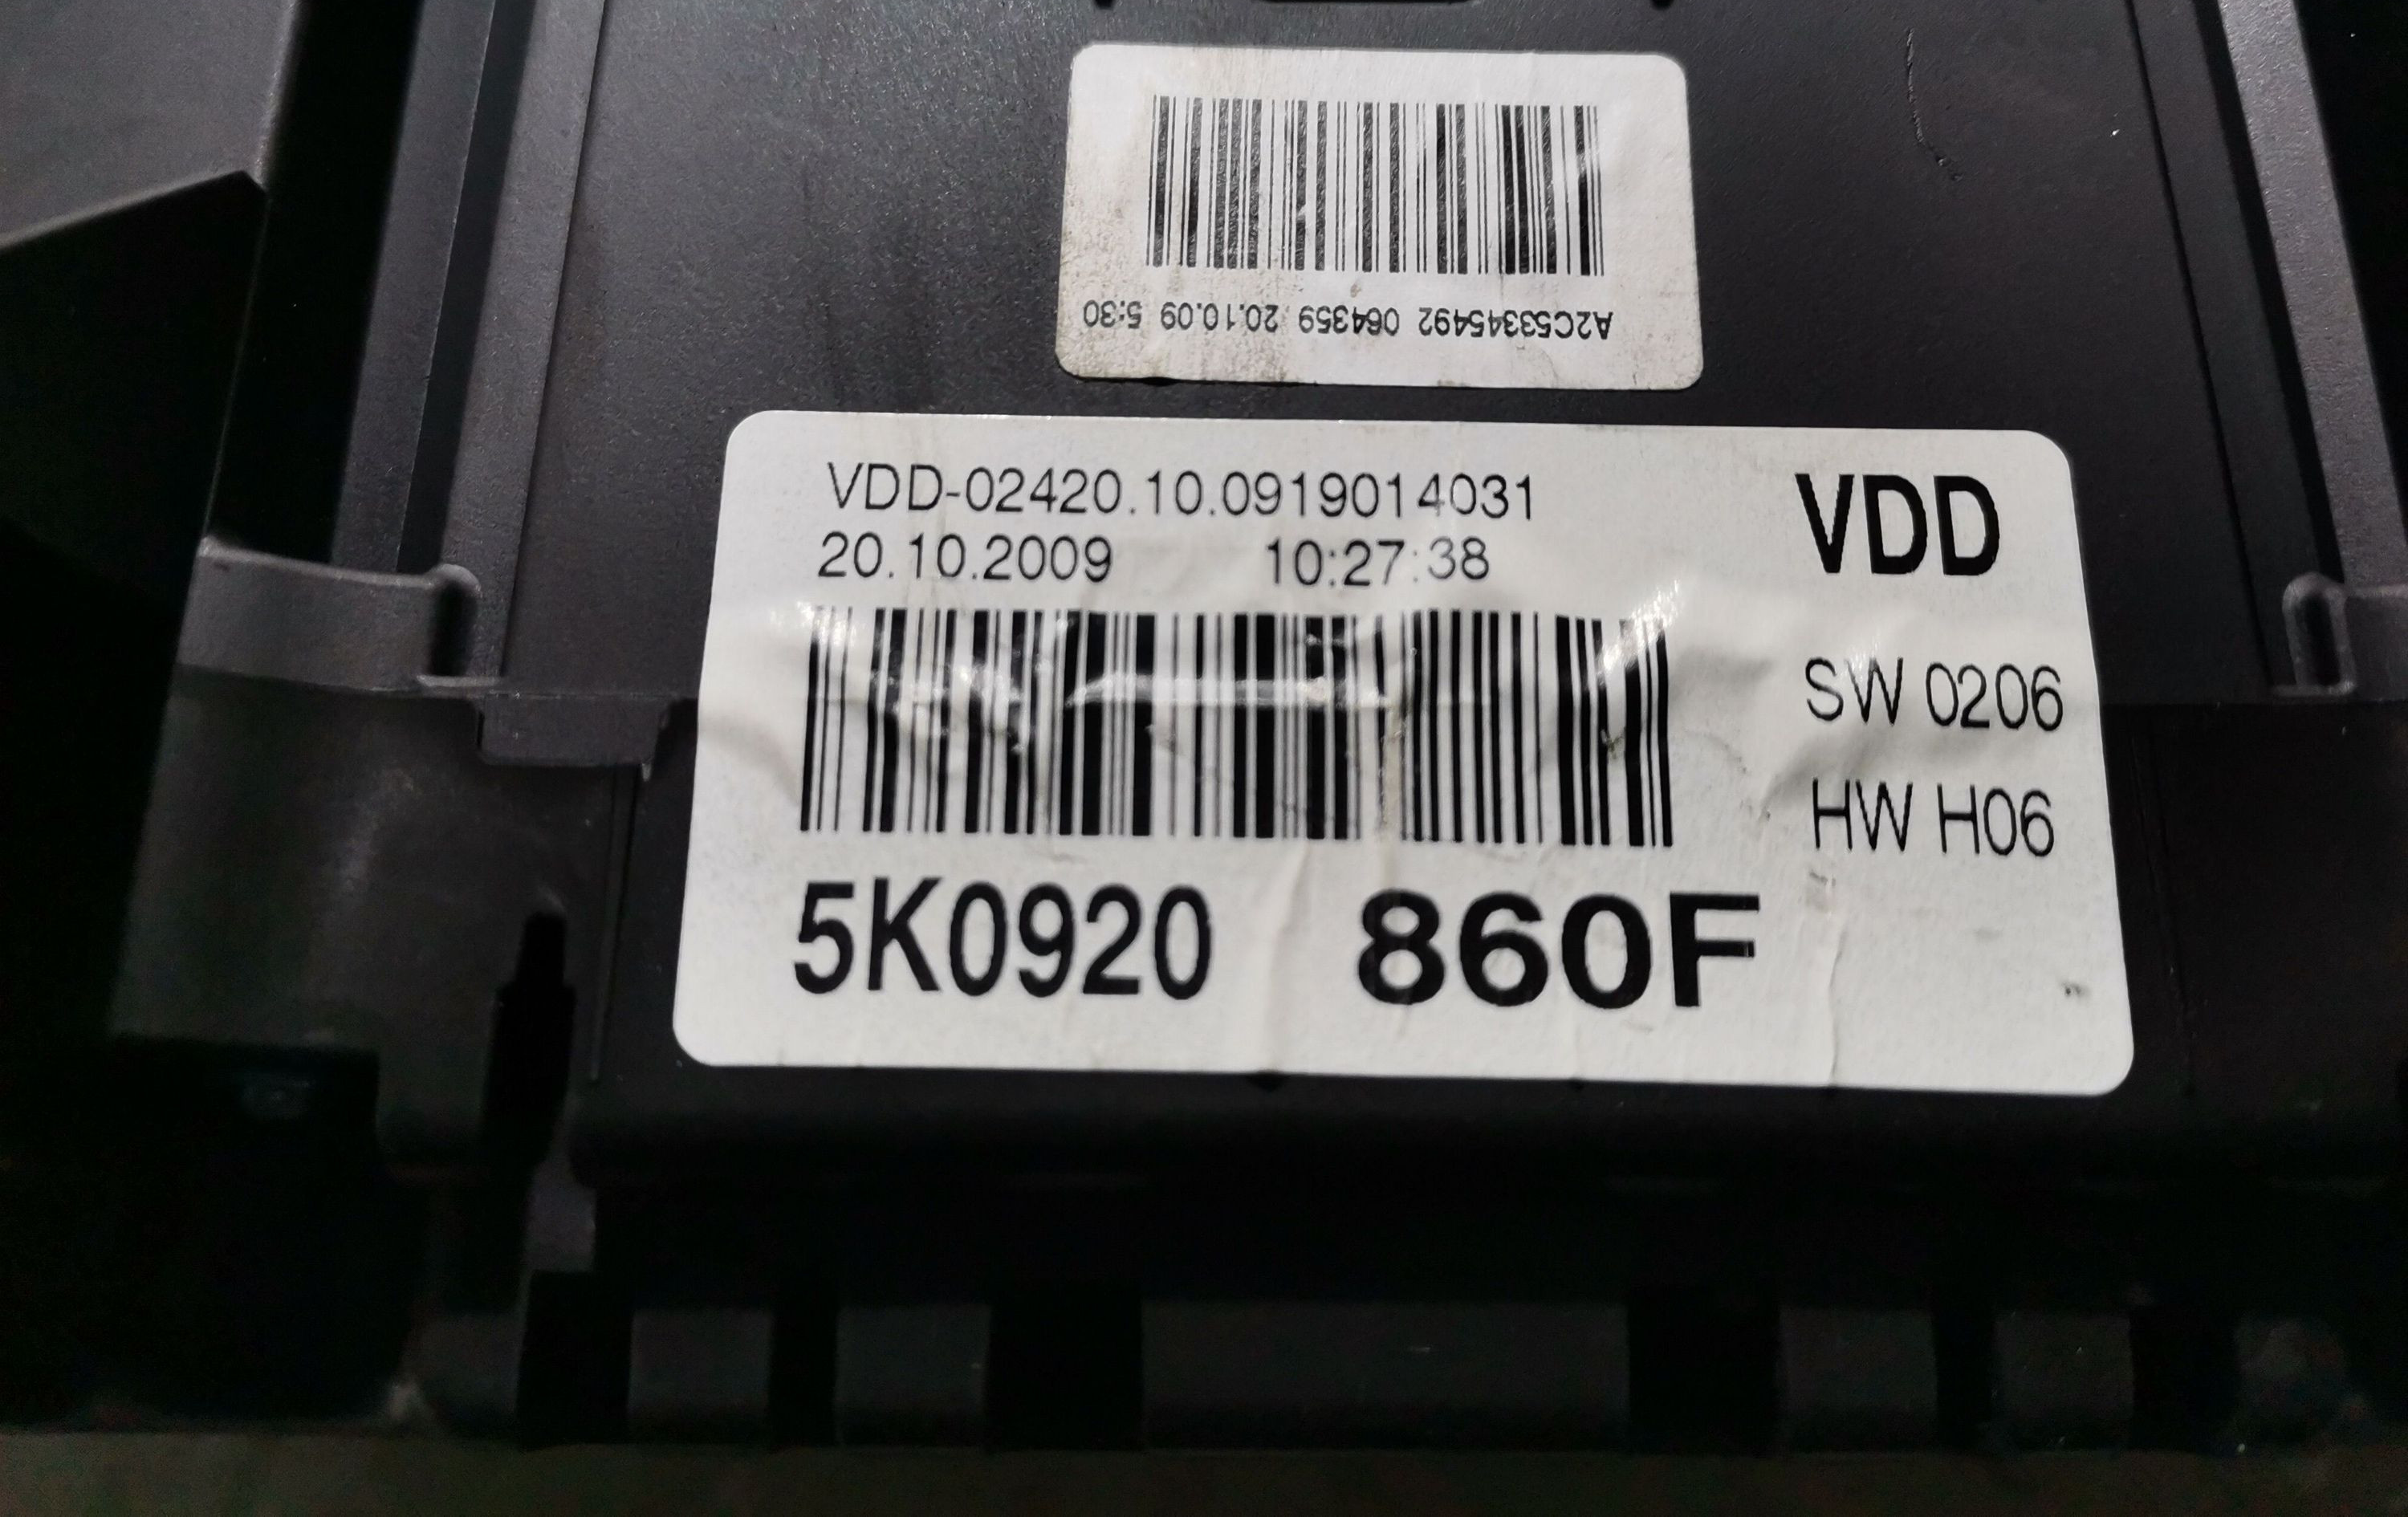 A2C53345492 064359 20.10.09 5:30
VDD-02420.10.0919014031
VDD
20.10.2009 10:27:38
SW 0206
HW H06
5K0920 860F